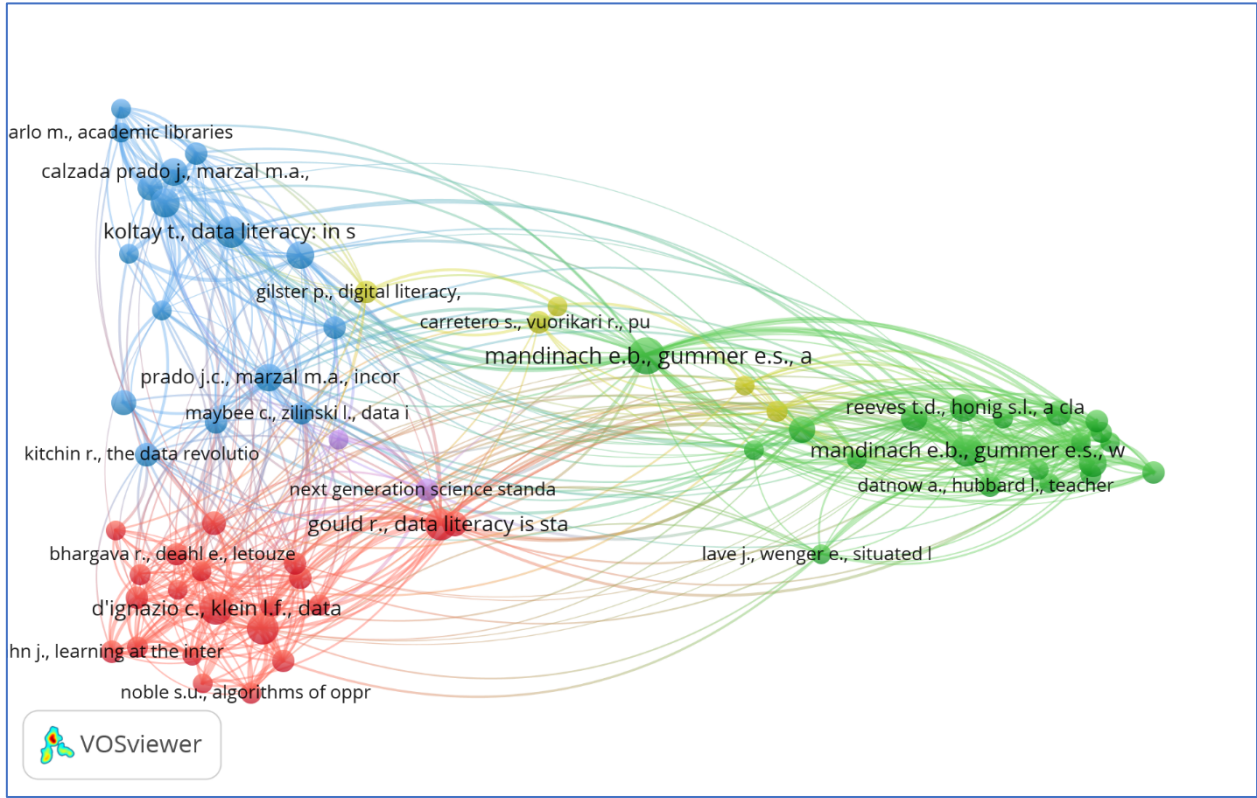 arlo m., academic libraries
calzada prado j., marzal m.a.,
koltay t., data literacy: in s
gilster p., digital literacy,
carretero s., vuorikari r., pu
mandinach e.b., gummer e.s., a
prado j.c., marzal m.a., incor
reeves t.d., honig s.l., a cla
maybee c., zilinski l., data i
mandinach e.b., gummer e.s., w
kitchin r., the data revolutio
datnow a., hubbard l., teacher
next generation science standa
gould r., data literacy is sta
bhargava r., deahl e., letouze
lave j., wenger e., situated l
d'ignazio c., klein l.f., data
hn j., learning at the inter
noble s.u., algorithms of oppr
VOSviewer